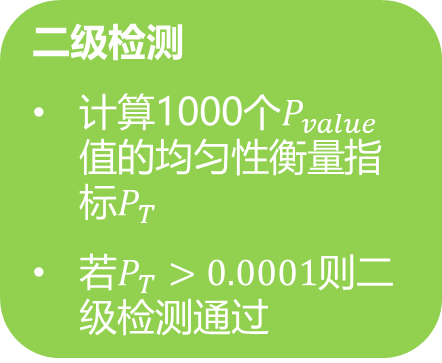 二级检测
• 计算1000个P_value
值的均匀性衡量指
标P_T
• 若P_T > 0.0001则二
级检测通过